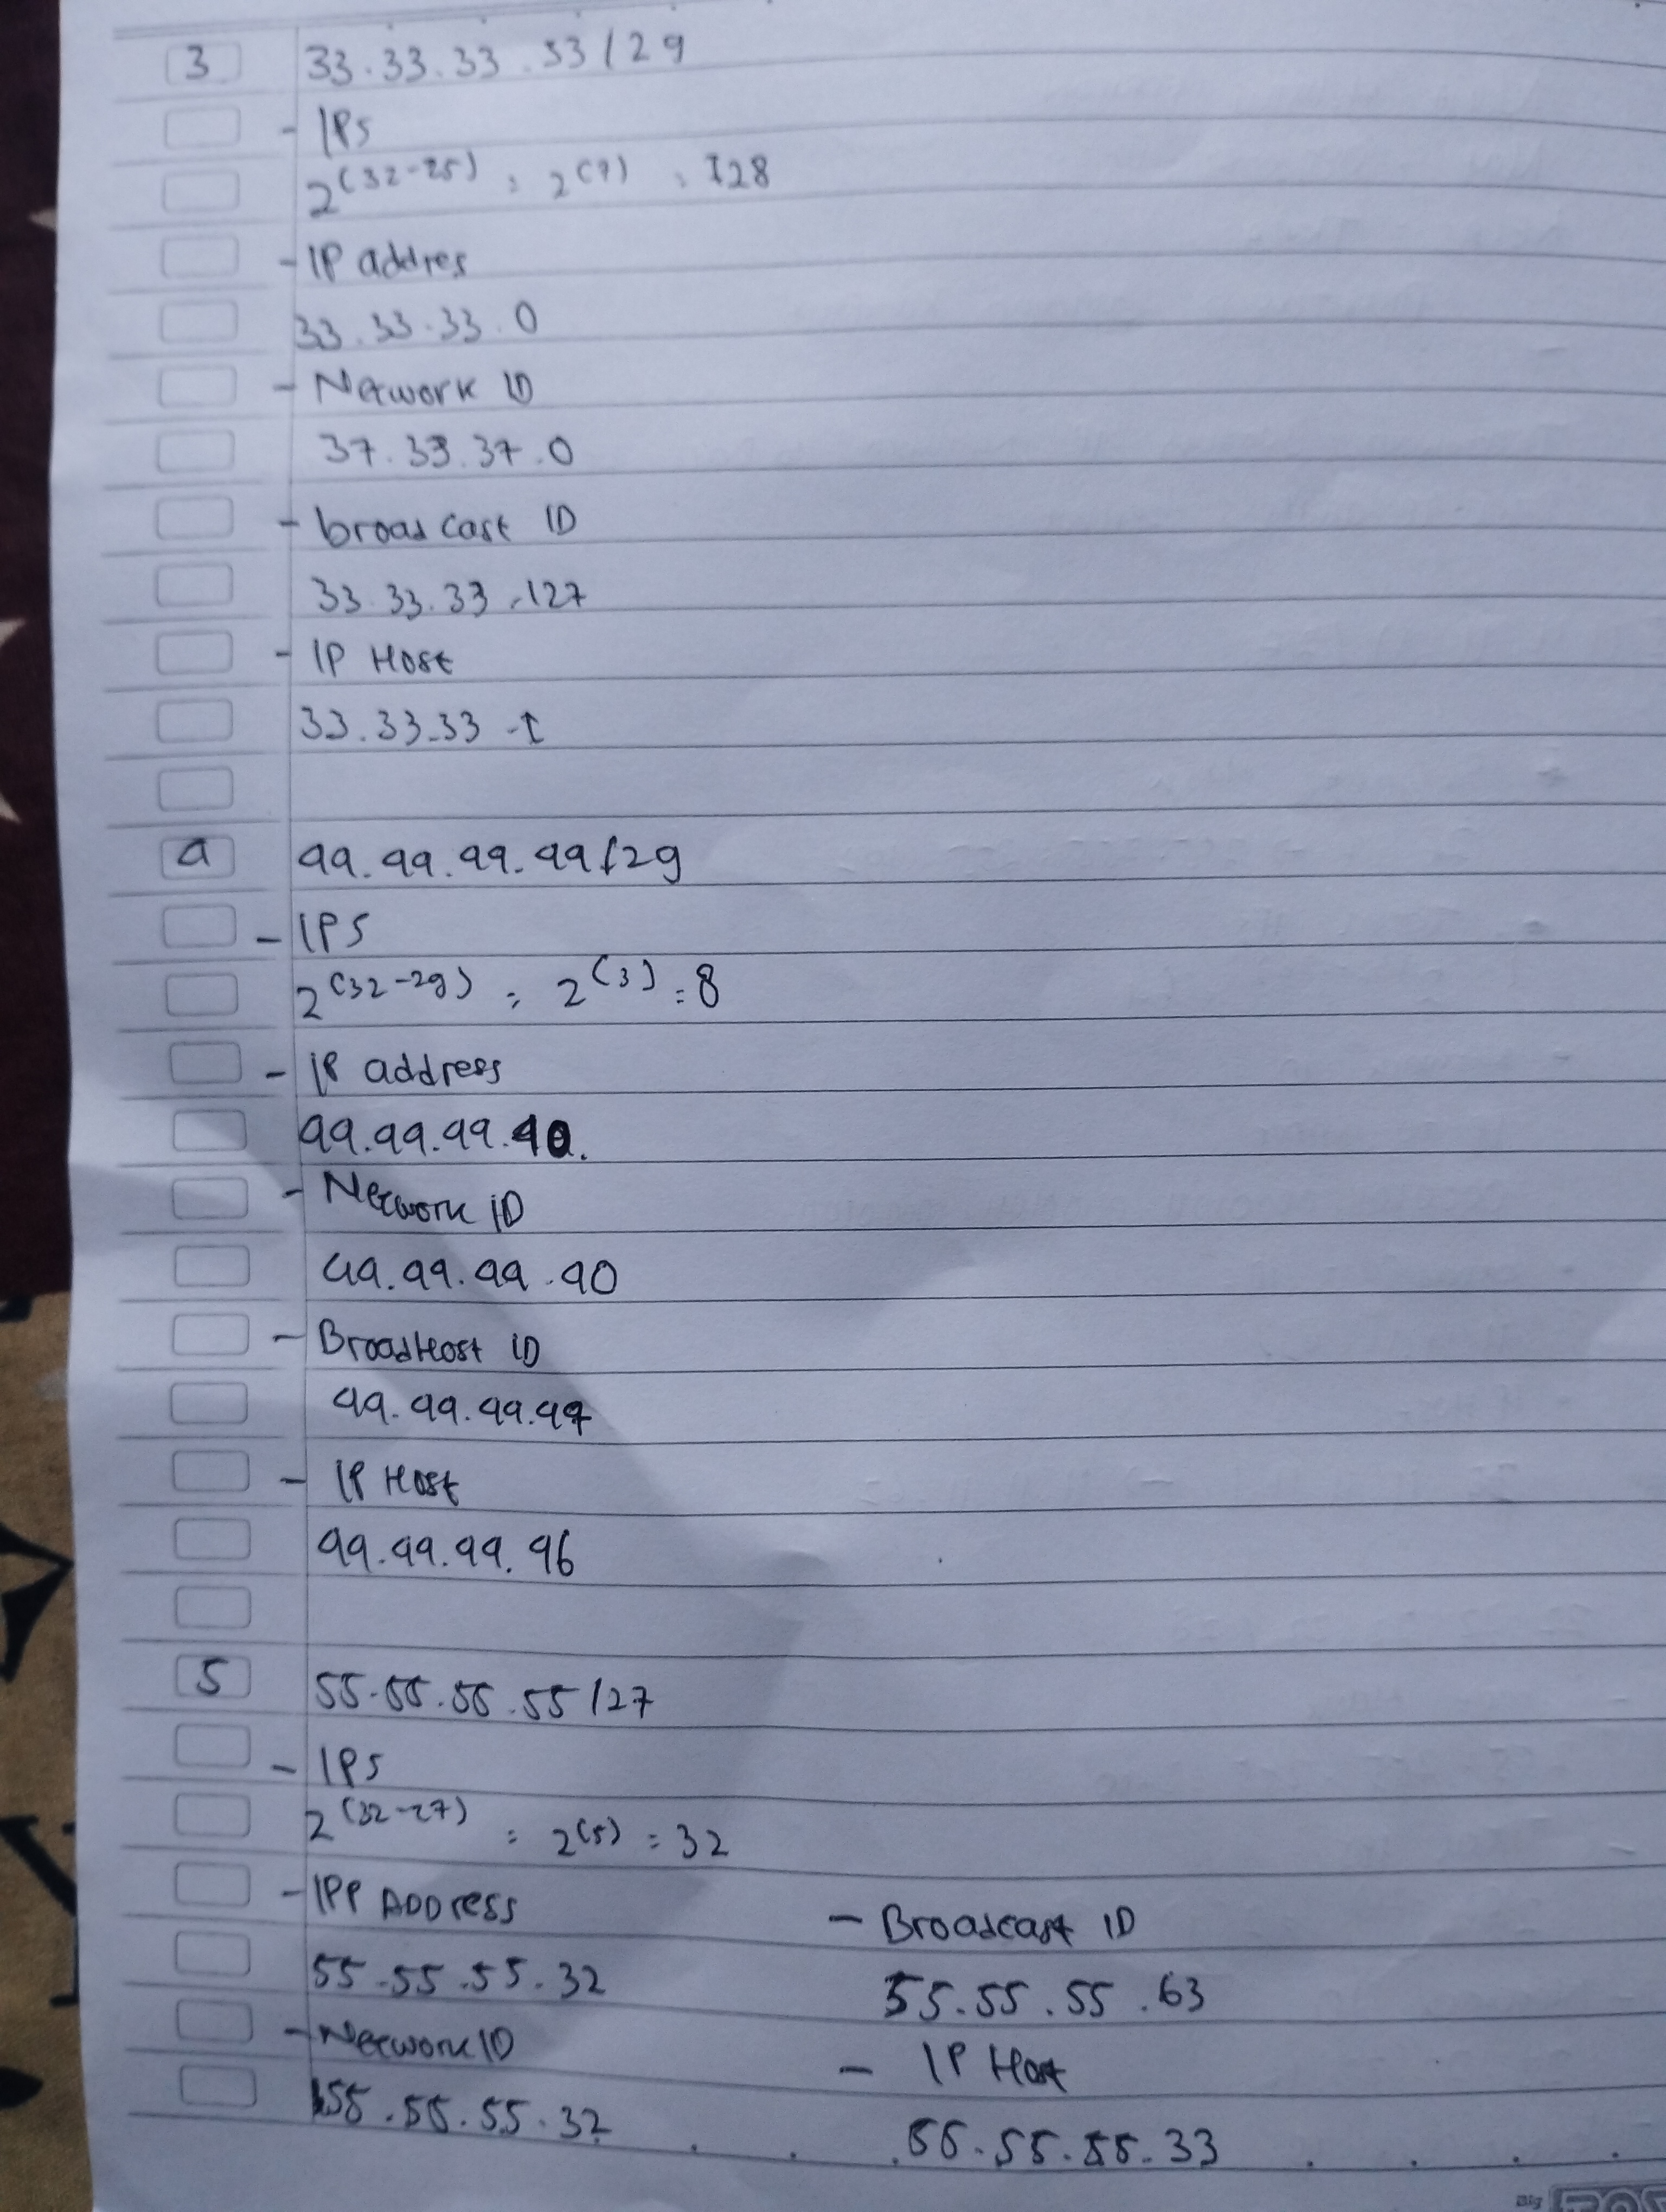 3 33.33.33.33/29
- IPS
2(32-25) = 2(7) = 128
- IP addres
33.33.33.0
- Network ID
37.33.37.0
- broadcast ID
33.33.33.127
- IP Host
33.33.33-1
4 99.99.99.99/29
- IPS
2(32-29) = 2(3) = 8
- IP address
99.99.99.90.
- Network ID
99.99.99.90
- BroadHost ID
99.99.99.97
- IP Host
99.99.99.96
5 55.55.55.55/27
- IPS
2(32-27) = 2(5) = 32
- IPP ADDress
55-55.55.32
- Network ID
55.55.55.32
- Broadcast ID
55.55.55.63
- IP Host
55.55.55.33